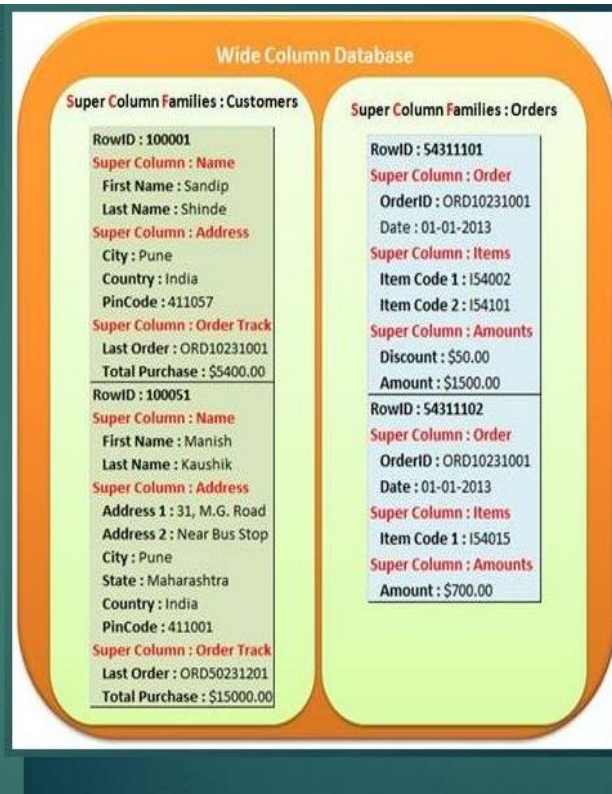 Wide Column Database
Super Column Families : Customers
RowID : 100001
Super Column : Name
First Name : Sandip
Last Name : Shinde
Super Column : Address
City : Pune
Country : India
PinCode : 411057
Super Column : Order Track
Last Order : ORD10231001
Total Purchase : $5400.00
RowID : 100051
Super Column : Name
First Name : Manish
Last Name : Kaushik
Super Column : Address
Address 1 : 31, M.G. Road
Address 2 : Near Bus Stop
City : Pune
State : Maharashtra
Country : India
PinCode : 411001
Super Column : Order Track
Last Order : ORD50231201
Total Purchase : $15000.00
Super Column Families : Orders
RowID : 54311101
Super Column : Order
OrderID : ORD10231001
Date : 01-01-2013
Super Column : Items
Item Code 1 : I54002
Item Code 2 : I54101
Super Column : Amounts
Discount : $50.00
Amount : $1500.00
RowID : 54311102
Super Column : Order
OrderID : ORD10231001
Date : 01-01-2013
Super Column : Items
Item Code 1 : I54015
Super Column : Amounts
Amount : $700.00